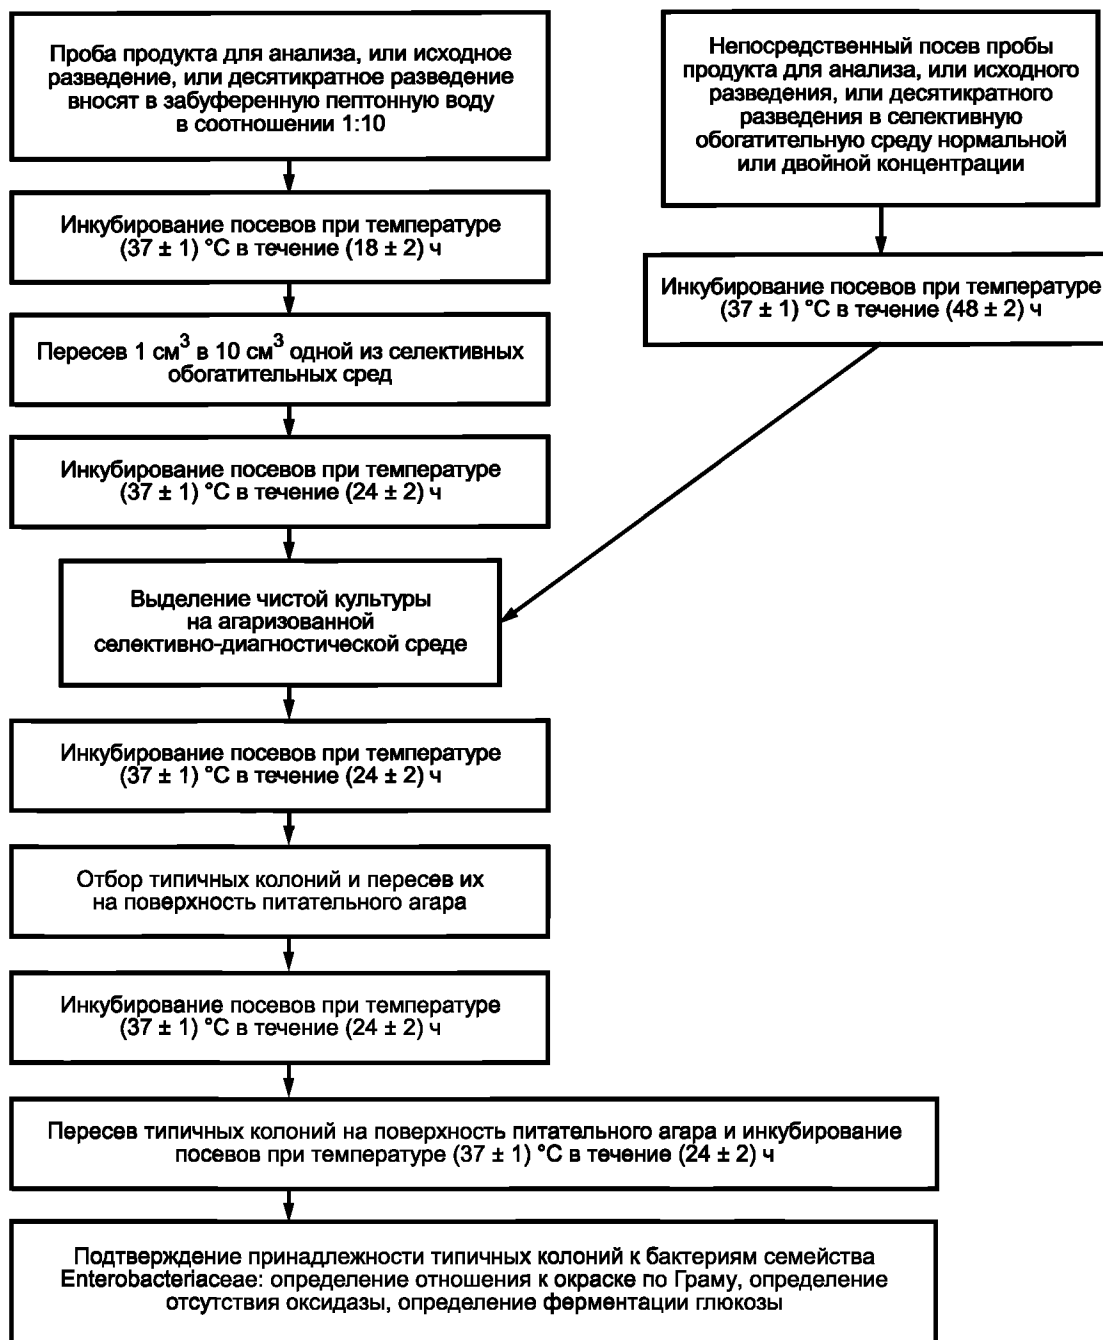 Проба продукта для анализа, или исходное
разведение, или десятикратное разведение
вносят в забуференную пептонную воду
в соотношении 1:10
Непосредственный посев пробы
продукта для анализа, или исходного
разведения, или десятикратного
разведения в селективную
обогатительную среду нормальной
или двойной концентрации
Инкубирование посевов при температуре
(37 ± 1) °С в течение (18 ± 2) ч
Инкубирование посевов при температуре
(37 ± 1) °С в течение (48 ± 2) ч
Пересев 1 см³ в 10 см³ одной из селективных
обогатительных сред
Инкубирование посевов при температуре
(37 ± 1) °С в течение (24 ± 2) ч
Выделение чистой культуры
на агаризованной
селективно-диагностической среде
Инкубирование посевов при температуре
(37 ± 1) °С в течение (24 ± 2) ч
Отбор типичных колоний и пересев их
на поверхность питательного агара
Инкубирование посевов при температуре
(37 ± 1) °С в течение (24 ± 2) ч
Пересев типичных колоний на поверхность питательного агара и инкубирование
посевов при температуре (37 ± 1) °С в течение (24 ± 2) ч
Подтверждение принадлежности типичных колоний к бактериям семейства
Enterobacteriaceae: определение отношения к окраске по Граму, определение
отсутствия оксидазы, определение ферментации глюкозы